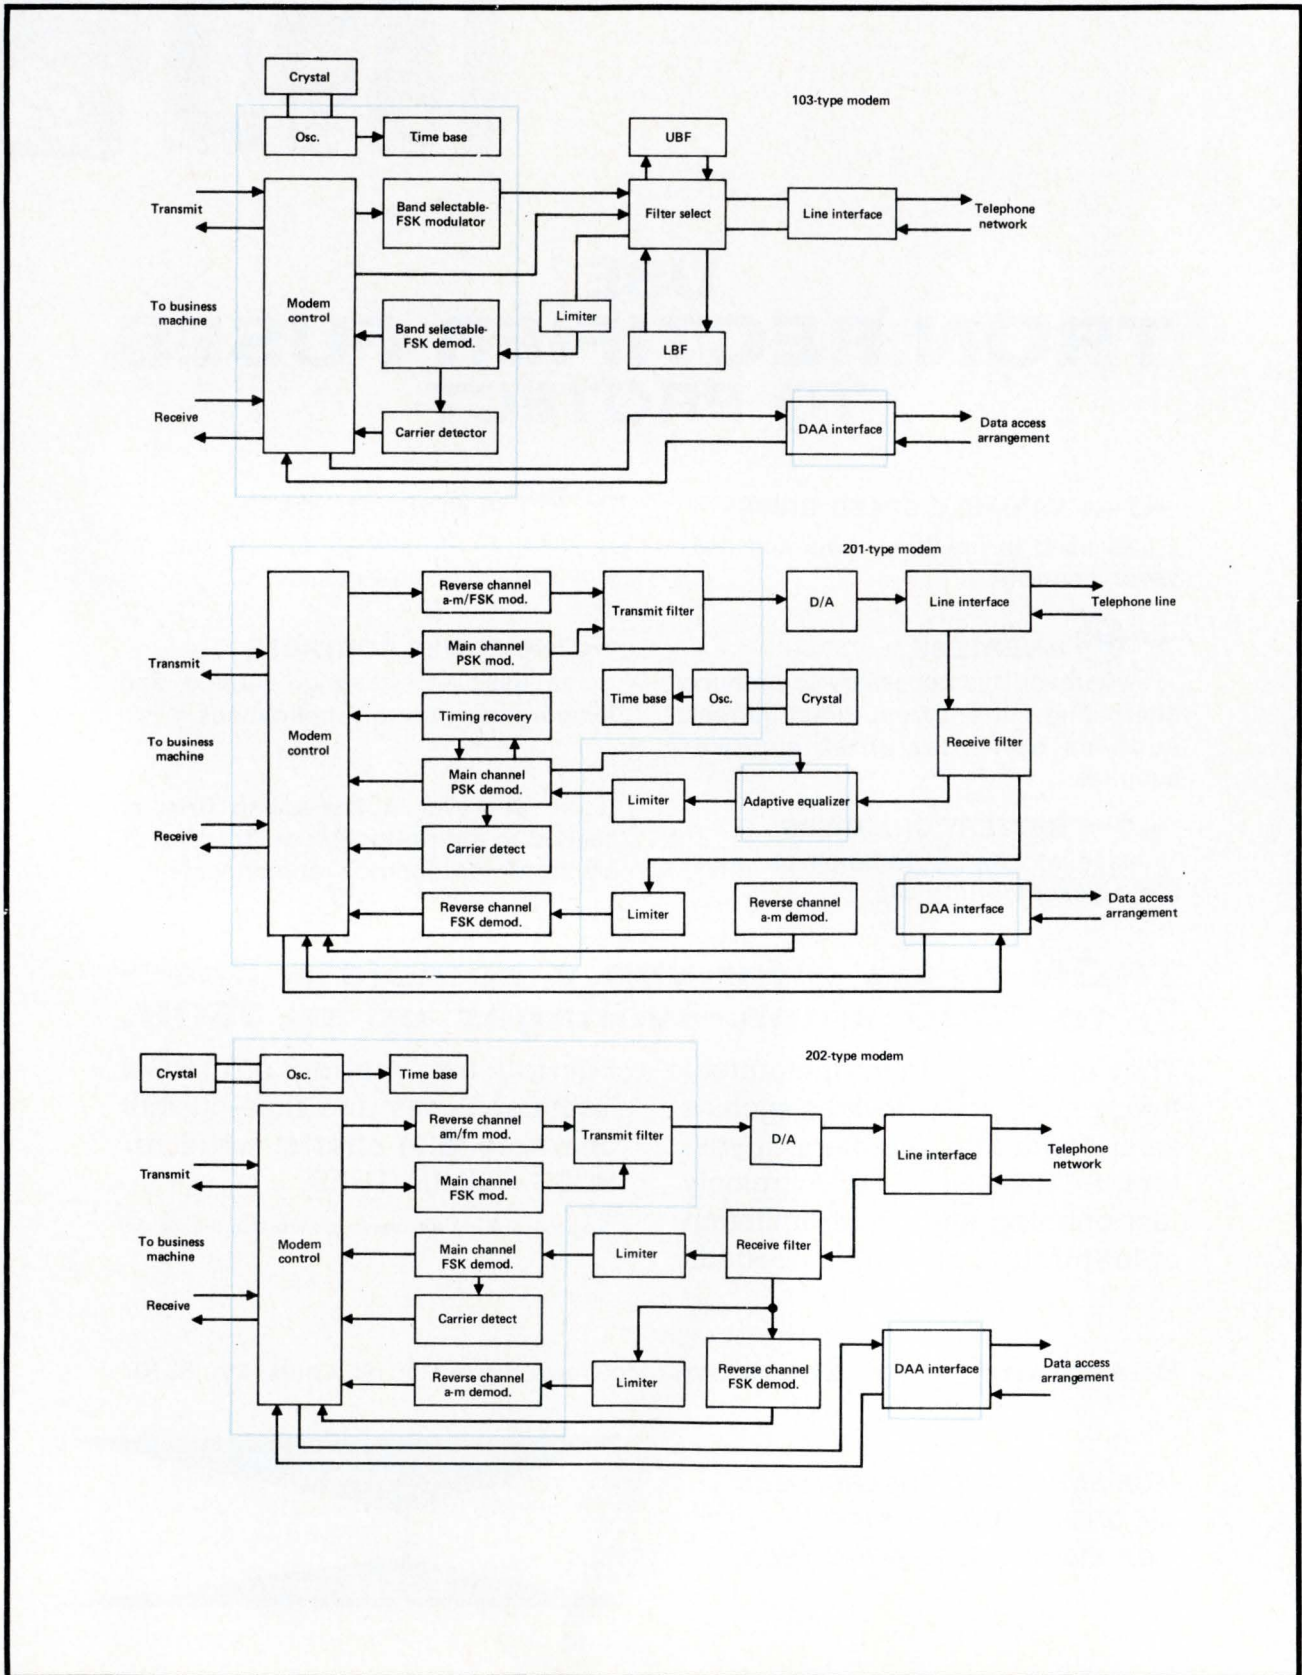 103-type modem
Crystal
Osc.
Time base
UBF
Transmit
Band selectable-
FSK modulator
Filter select
Line interface
Telephone
network
To business
machine
Modem
control
Band selectable-
FSK demod.
Limiter
LBF
Receive
Carrier detector
DAA interface
Data access
arrangement
201-type modem
Reverse channel
a-m/FSK mod.
Transmit filter
D/A
Line interface
Telephone line
Transmit
Main channel
PSK mod.
Time base
Osc.
Crystal
To business
machine
Modem
control
Timing recovery
Receive filter
Main channel
PSK demod.
Limiter
Adaptive equalizer
Receive
Carrier detect
Reverse channel
FSK demod.
Limiter
Reverse channel
a-m demod.
DAA interface
Data access
arrangement
202-type modem
Crystal
Osc.
Time base
Reverse channel
am/fm mod.
Transmit filter
D/A
Line interface
Telephone
network
Transmit
Main channel
FSK mod.
To business
machine
Modem
control
Main channel
FSK demod.
Limiter
Receive filter
Receive
Carrier detect
Reverse channel
a-m demod.
Limiter
Reverse channel
FSK demod.
DAA interface
Data access
arrangement